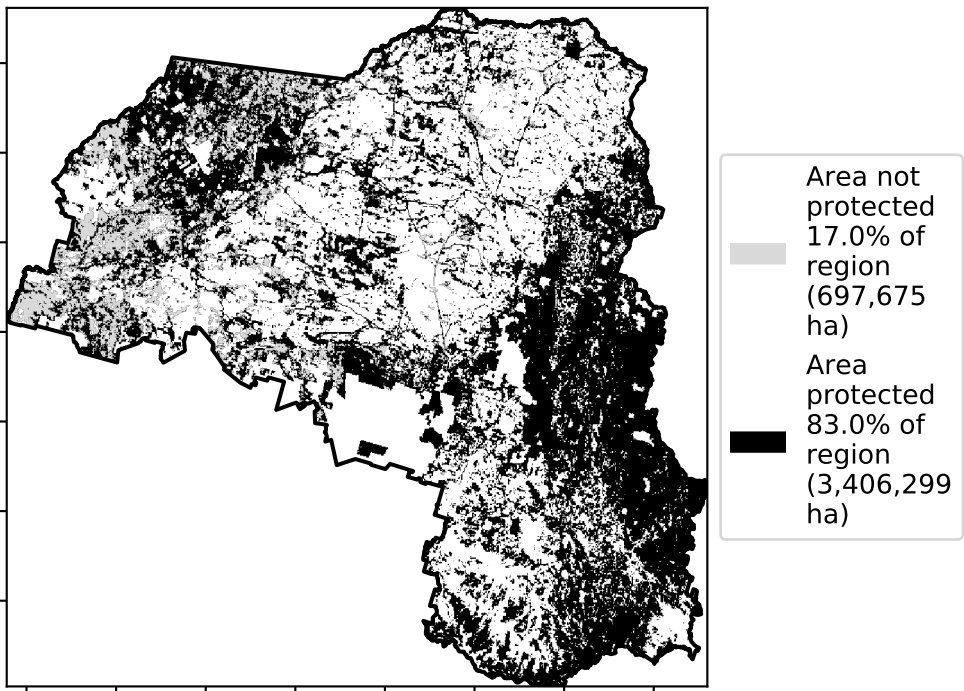 Area not
protected
17.0% of
region
(697,675
ha)
Area
protected
83.0% of
region
(3,406,299
ha)